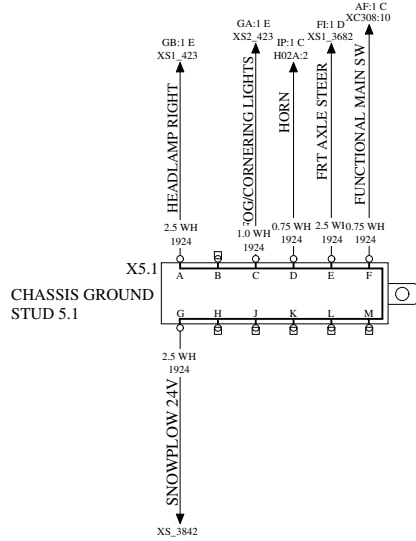 GB:1 E
XS1_423
GA:1 E
XS2_423
IP:1 C
H02A:2
FI:1 D
XS1_3682
AF:1 C
XC308:10
HEADLAMP RIGHT
OG/CORNERING LIGHTS
HORN
FRT AXLE STEER
FUNCTIONAL MAIN SW
2.5 WH
1924
1.0 WH
1924
0.75 WH
1924
2.5 WH
1924
0.75 WH
1924
X5.1
A B C D E F
CHASSIS GROUND
STUD 5.1
G H J K L M
2.5 WH
1924
SNOWPLOW 24V
XS_3842